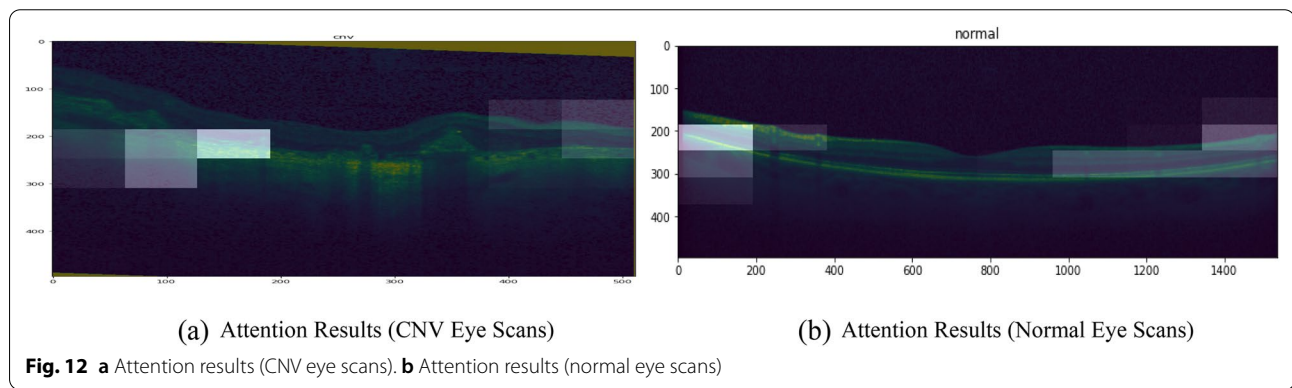 cnv
0
100
200
300
400
0 100 200 300 400 500
normal
0
100
200
300
400
0 200 400 600 800 1000 1200 1400
(a) Attention Results (CNV Eye Scans)
(b) Attention Results (Normal Eye Scans)
Fig. 12 a Attention results (CNV eye scans). b Attention results (normal eye scans)